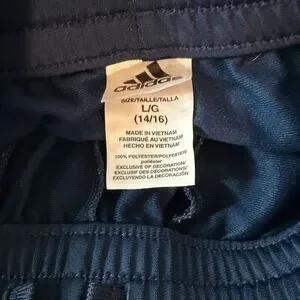 adidas
SIZE/TAILLE/TALLA
L/G
(14/16)
MADE IN VIETNAM
FABRIQUÉ AU VIETNAM
HECHO EN VIETNAM
100% POLYESTER/POLYESTER/
poliéster
EXCLUSIVE OF DECORATION/
EXCLUSIF DES DÉCORATIONS/
EXCLUYENDO LA DECORACIÓN